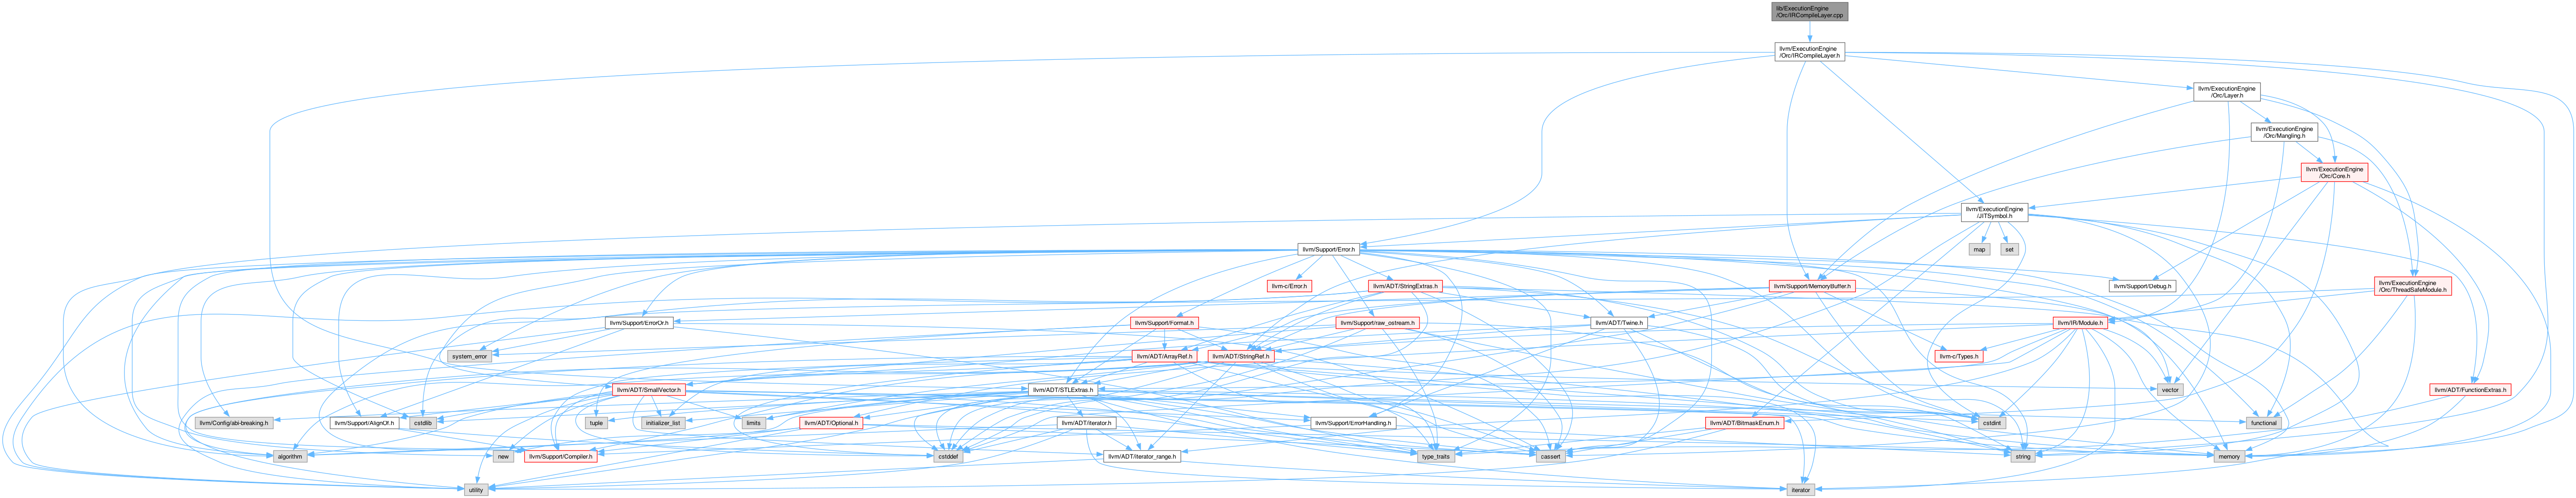 lib/ExecutionEngine
/Orc/IRCompileLayer.cpp
llvm/ExecutionEngine
/Orc/IRCompileLayer.h
llvm/ExecutionEngine
/Orc/Layer.h
llvm/ExecutionEngine
/Orc/Mangling.h
llvm/ExecutionEngine
/Orc/Core.h
llvm/ExecutionEngine
/JITSymbol.h
llvm/Support/Error.h
map
set
llvm-c/Error.h
llvm/ADT/StringExtras.h
llvm/Support/MemoryBuffer.h
llvm/Support/Debug.h
llvm/ExecutionEngine
/Orc/ThreadSafeModule.h
llvm/Support/ErrorOr.h
llvm/Support/Format.h
llvm/Support/raw_ostream.h
llvm/ADT/Twine.h
llvm/IR/Module.h
system_error
llvm/ADT/ArrayRef.h
llvm/ADT/StringRef.h
llvm-c/Types.h
llvm/ADT/SmallVector.h
llvm/ADT/STLExtras.h
vector
llvm/ADT/FunctionExtras.h
llvm/Config/abi-breaking.h
llvm/Support/AlignOf.h
cstdlib
tuple
initializer_list
limits
llvm/ADT/Optional.h
llvm/ADT/iterator.h
llvm/Support/ErrorHandling.h
llvm/ADT/BitmaskEnum.h
cstdint
functional
algorithm
new
llvm/Support/Compiler.h
cstddef
llvm/ADT/iterator_range.h
type_traits
cassert
string
memory
utility
iterator